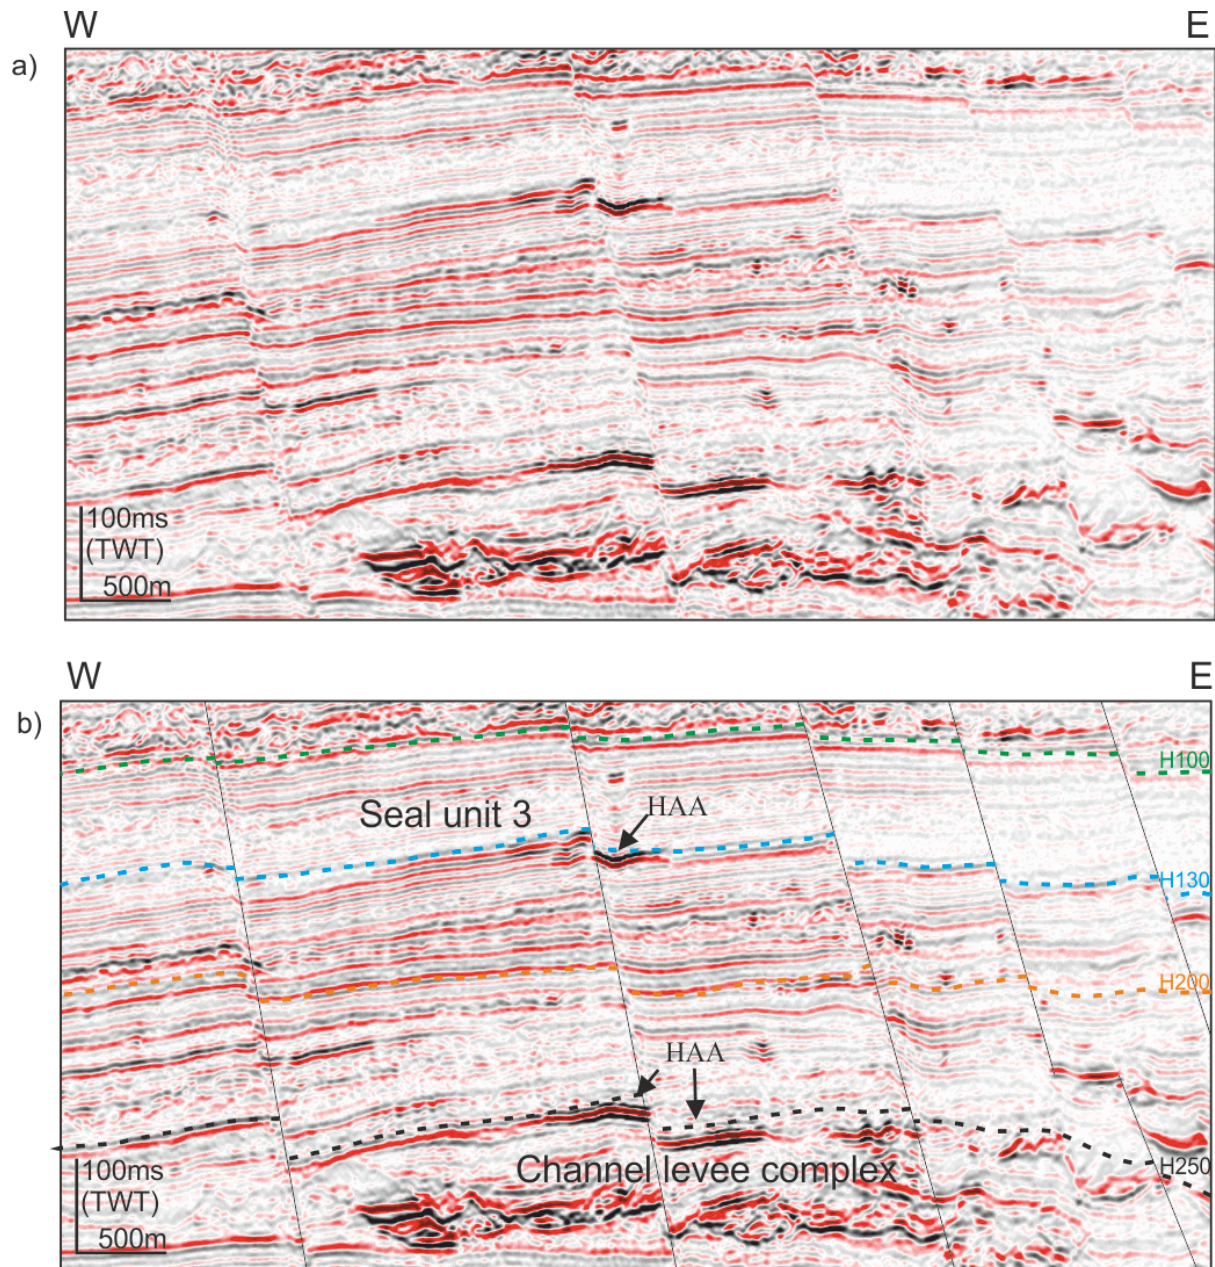 W E
a)
100ms
(TWT)
500m
W E
b)
H100
Seal unit 3
HAA
H130
H200
HAA
H250
Channel levee complex
100ms
(TWT)
500m